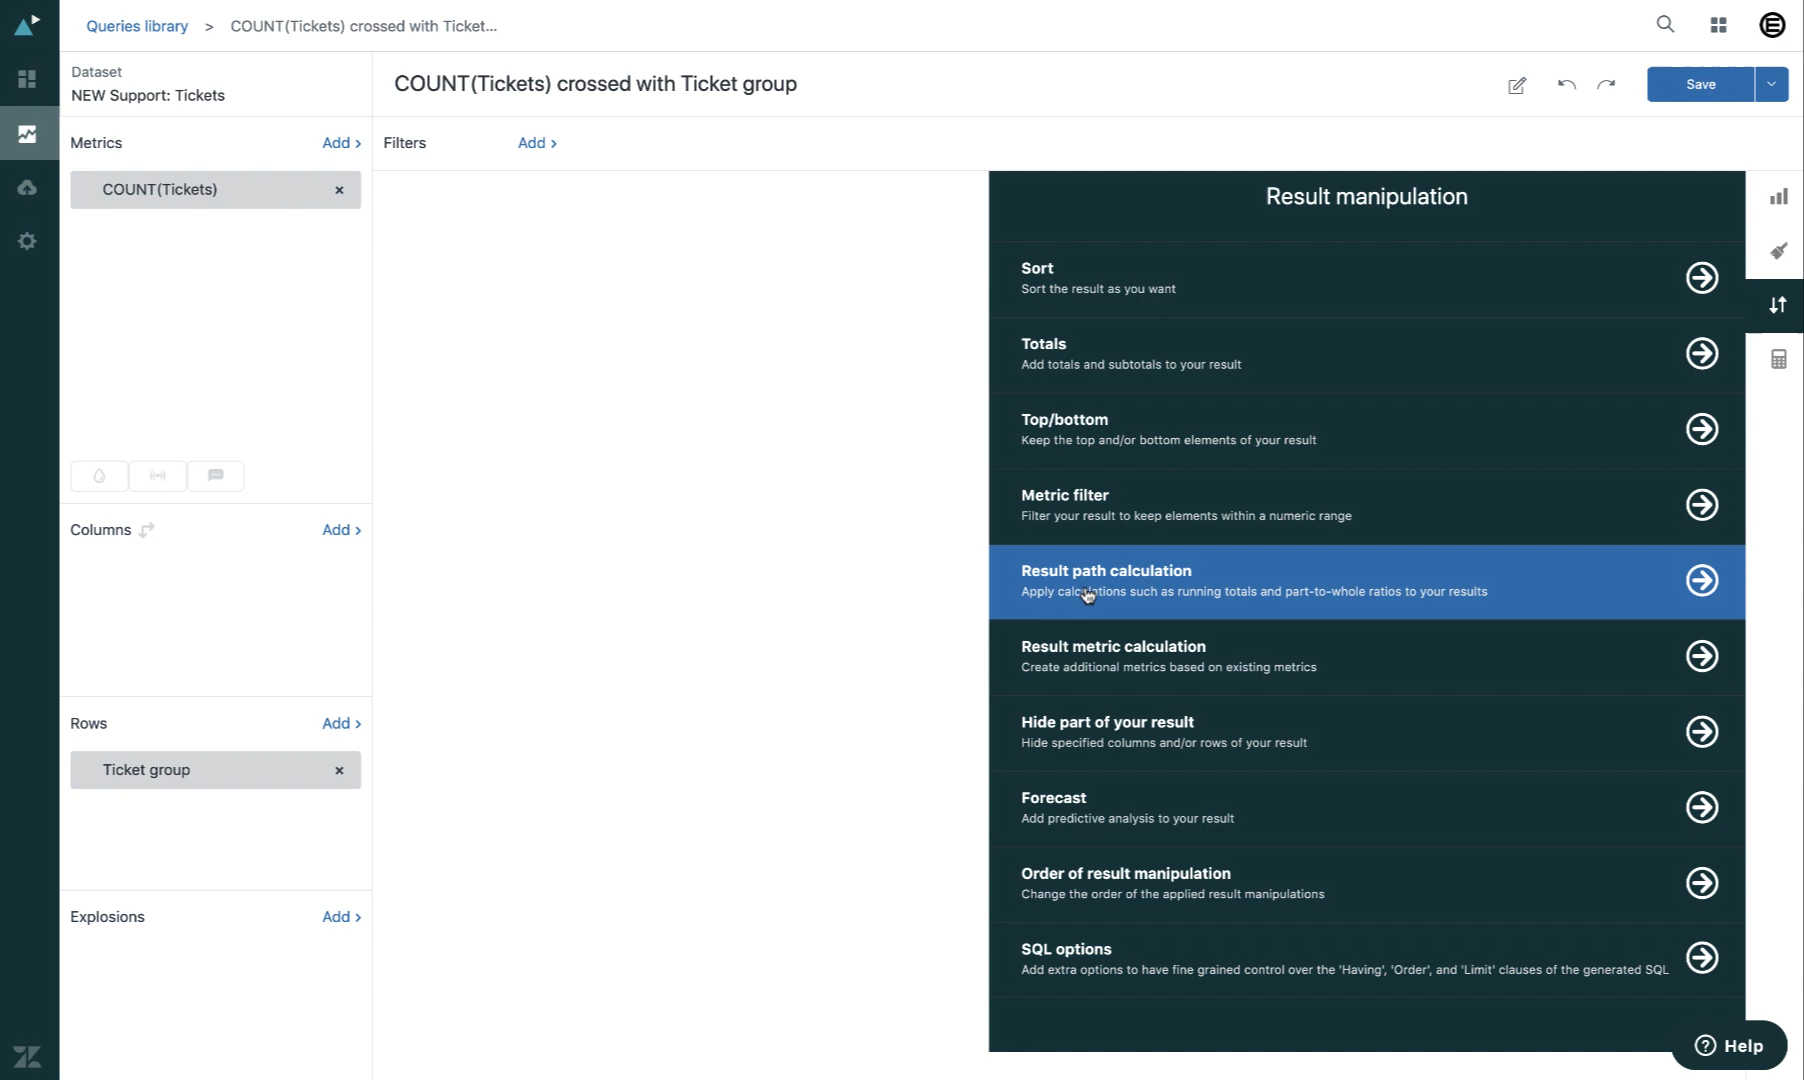 Queries library > COUNT(Tickets) crossed with Ticket...
Dataset
NEW Support: Tickets
COUNT(Tickets) crossed with Ticket group
Save
Metrics
Add >
Filters
Add >
COUNT(Tickets)
Columns
Add >
Rows
Add >
Ticket group
Explosions
Add >
Result manipulation
Sort
Sort the result as you want
Totals
Add totals and subtotals to your result
Top/bottom
Keep the top and/or bottom elements of your result
Metric filter
Filter your result to keep elements within a numeric range
Result path calculation
Apply calculations such as running totals and part-to-whole ratios to your results
Result metric calculation
Create additional metrics based on existing metrics
Hide part of your result
Hide specified columns and/or rows of your result
Forecast
Add predictive analysis to your result
Order of result manipulation
Change the order of the applied result manipulations
SQL options
Add extra options to have fine grained control over the 'Having', 'Order', and 'Limit' clauses of the generated SQL
Help